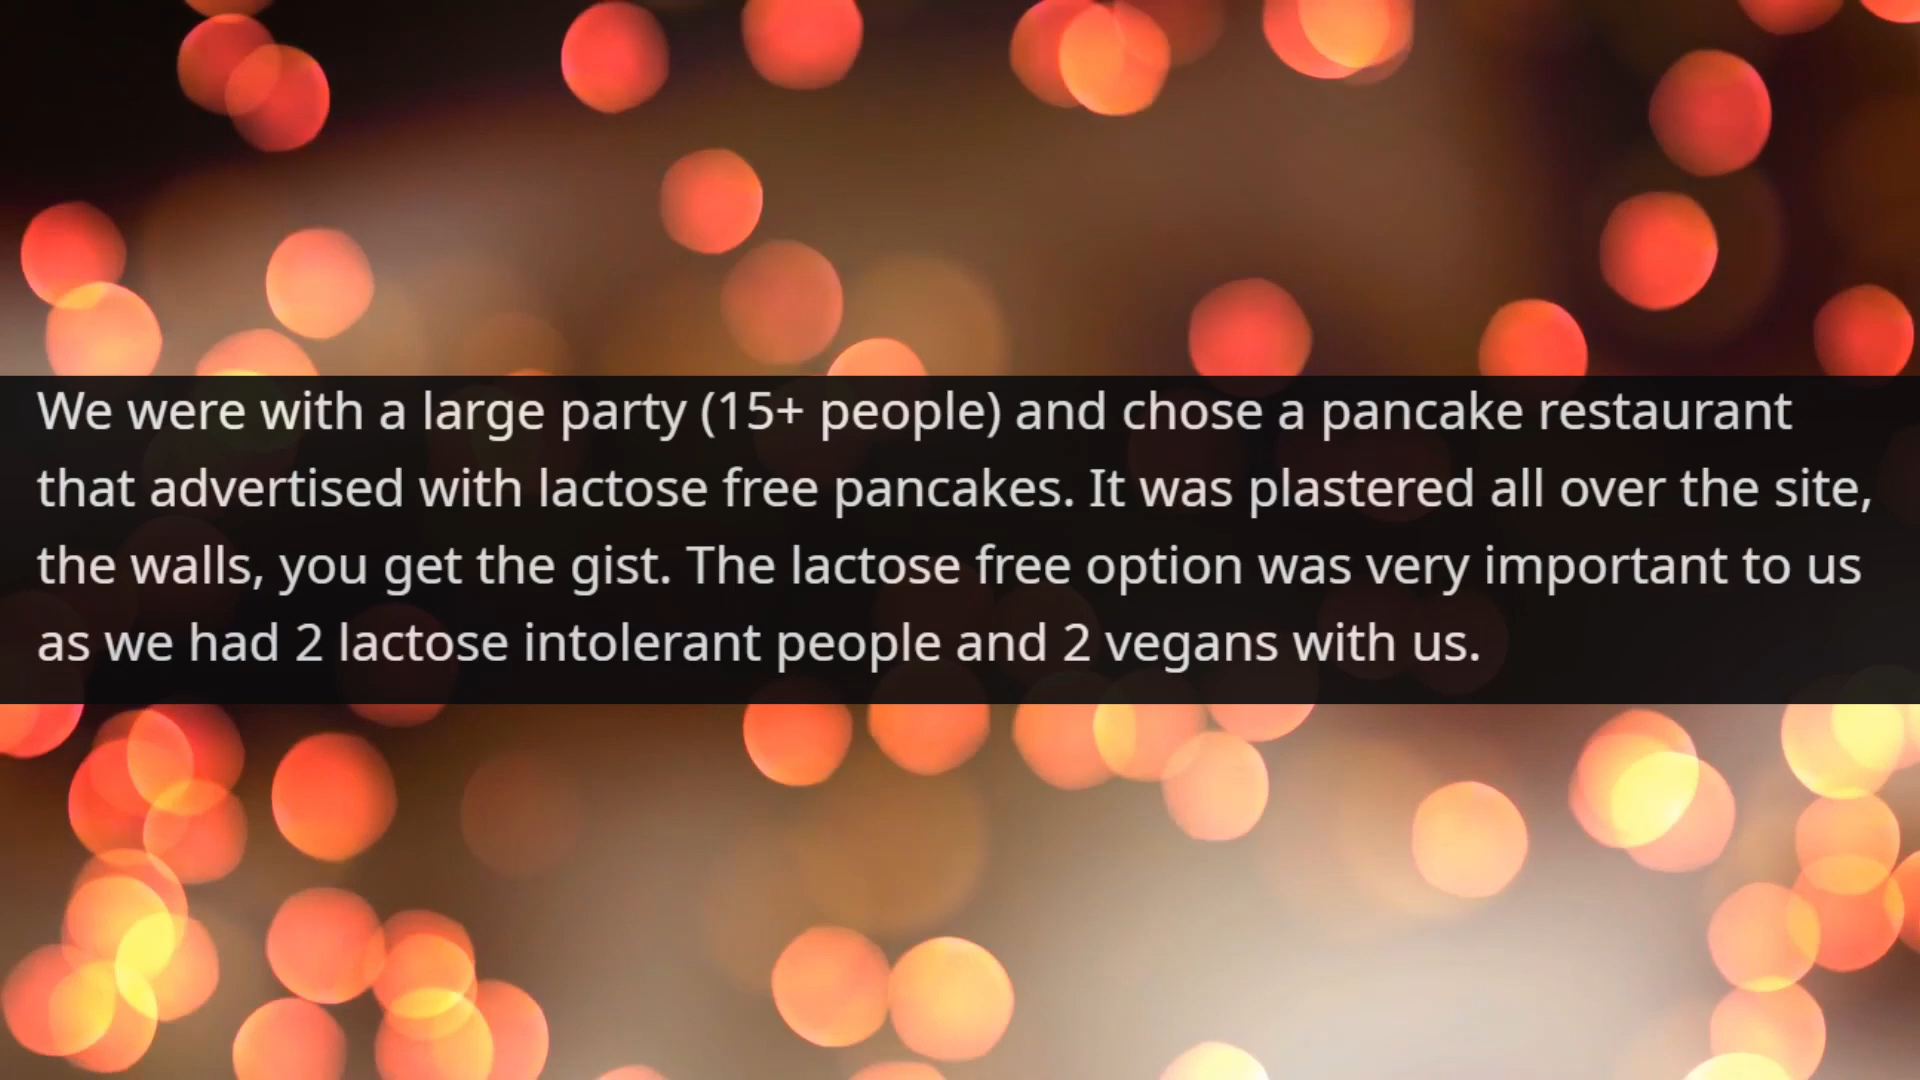 We were with a large party (15+ people) and chose a pancake restaurant
that advertised with lactose free pancakes. It was plastered all over the site,
the walls, you get the gist. The lactose free option was very important to us
as we had 2 lactose intolerant people and 2 vegans with us.